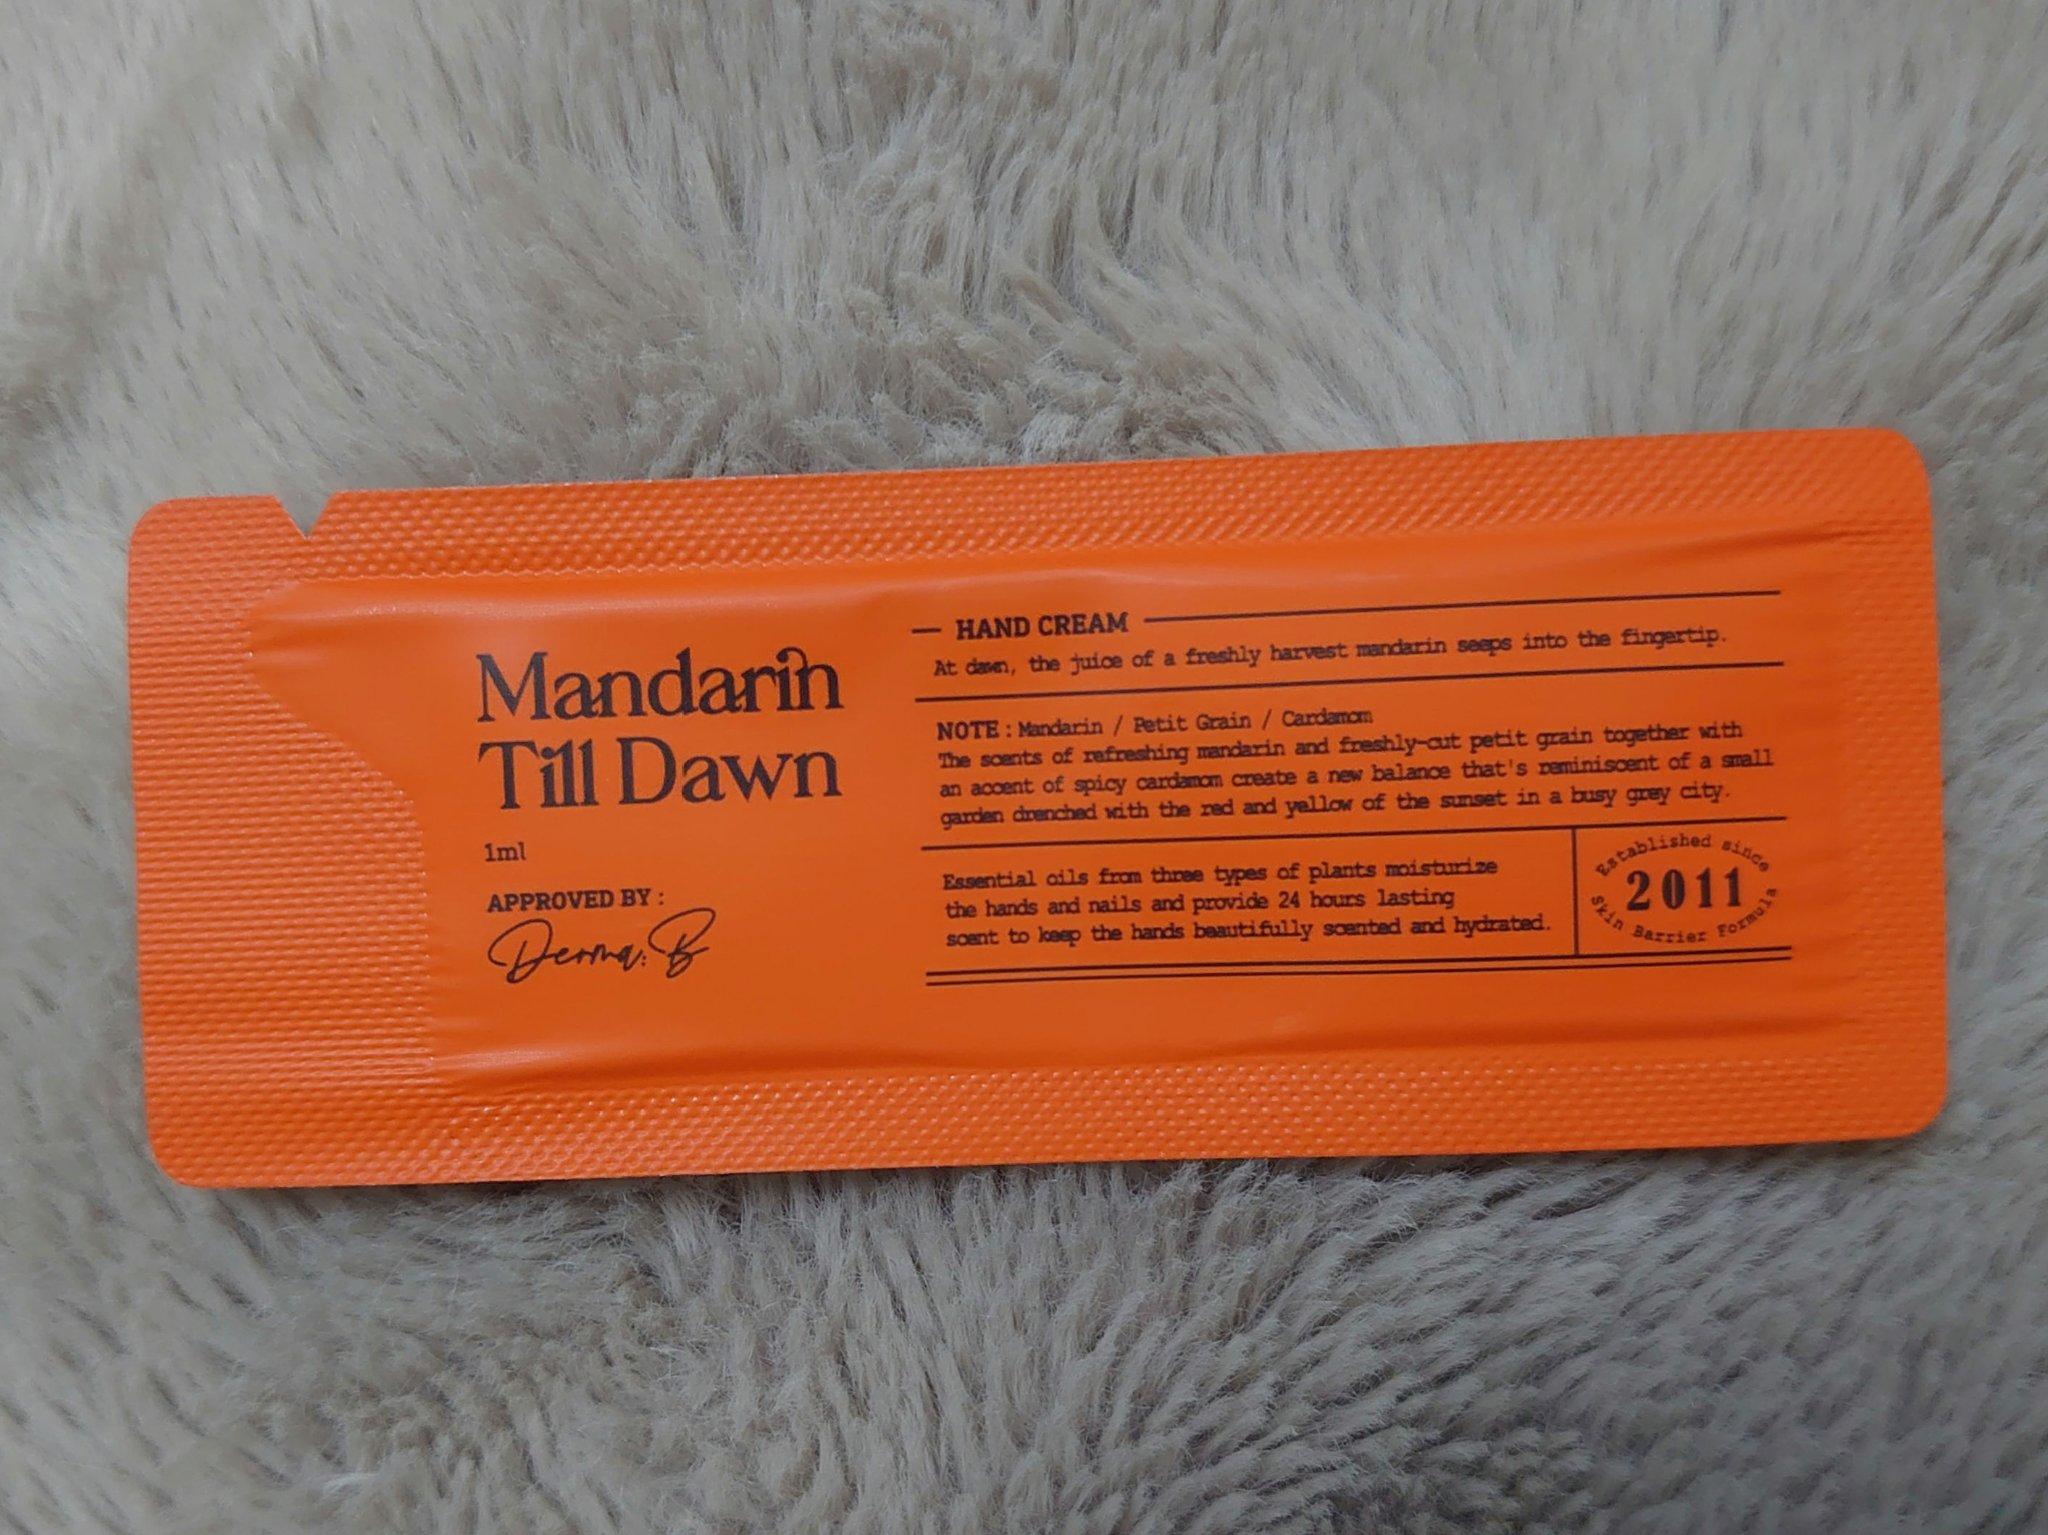 Mandarin
Till Dawn
1ml
APPROVED BY :
Derma:B
HAND CREAM
At dawn, the juice of a freshly harvest mandarin seeps into the fingertip.
NOTE : Mandarin / Petit Grain / Cardamom
The scents of refreshing mandarin and freshly-cut petit grain together with
an accent of spicy cardamom create a new balance that's reminiscent of a small
garden drenched with the red and yellow of the sunset in a busy grey city.
Essential oils from three types of plants moisturize
the hands and nails and provide 24 hours lasting
scent to keep the hands beautifully scented and hydrated.
Established since
2011
Skin Barrier Formula